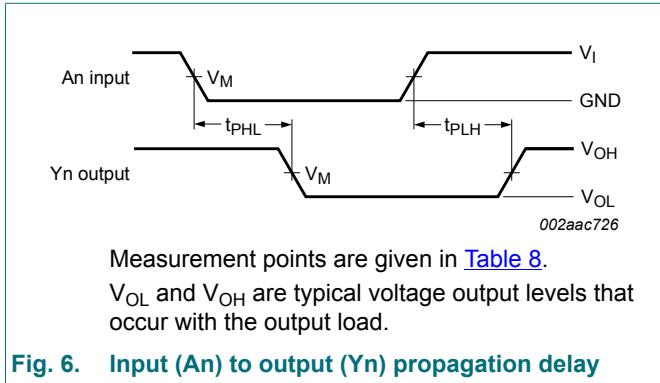 V_I
An input
V_M
GND
t_PHL
t_PLH
V_OH
Yn output
V_M
V_OL
002aac726
Measurement points are given in Table 8.
V_OL and V_OH are typical voltage output levels that
occur with the output load.
Fig. 6. Input (An) to output (Yn) propagation delay